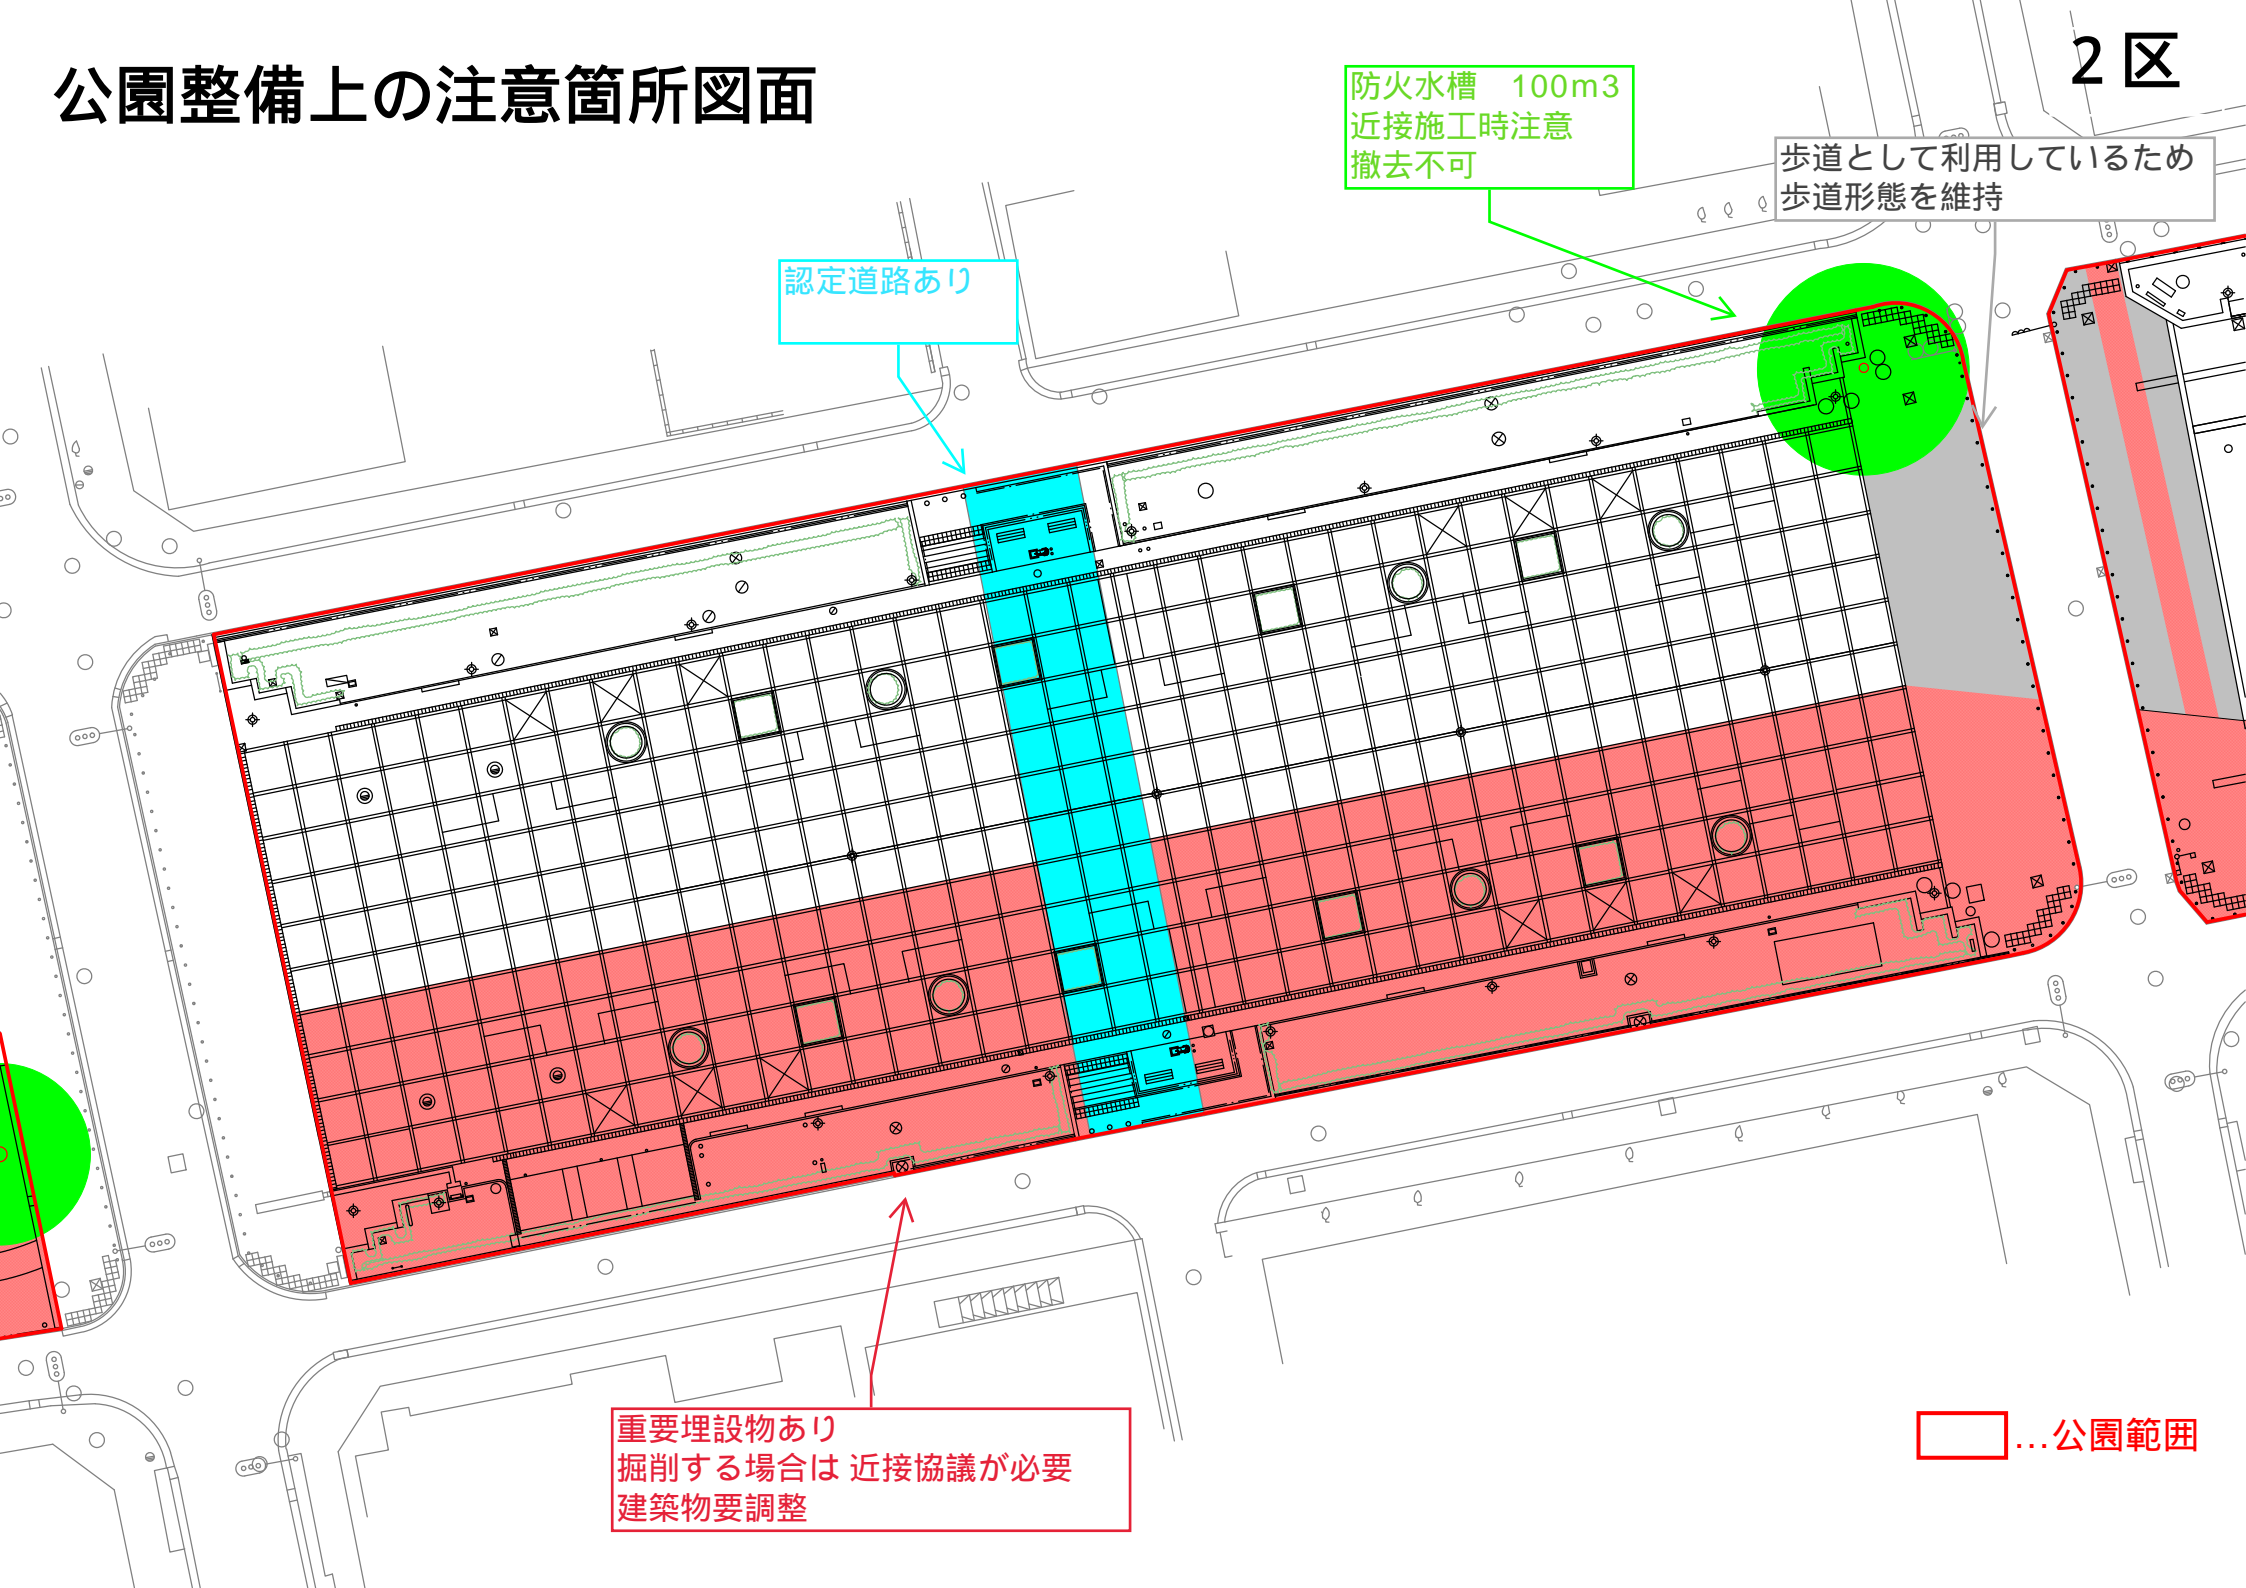 公園整備上の注意箇所図面
2区
防火水槽　100m3
近接施工時注意
撤去不可
歩道として利用しているため
歩道形態を維持
認定道路あり
重要埋設物あり
掘削する場合は 近接協議が必要
建築物要調整
…公園範囲